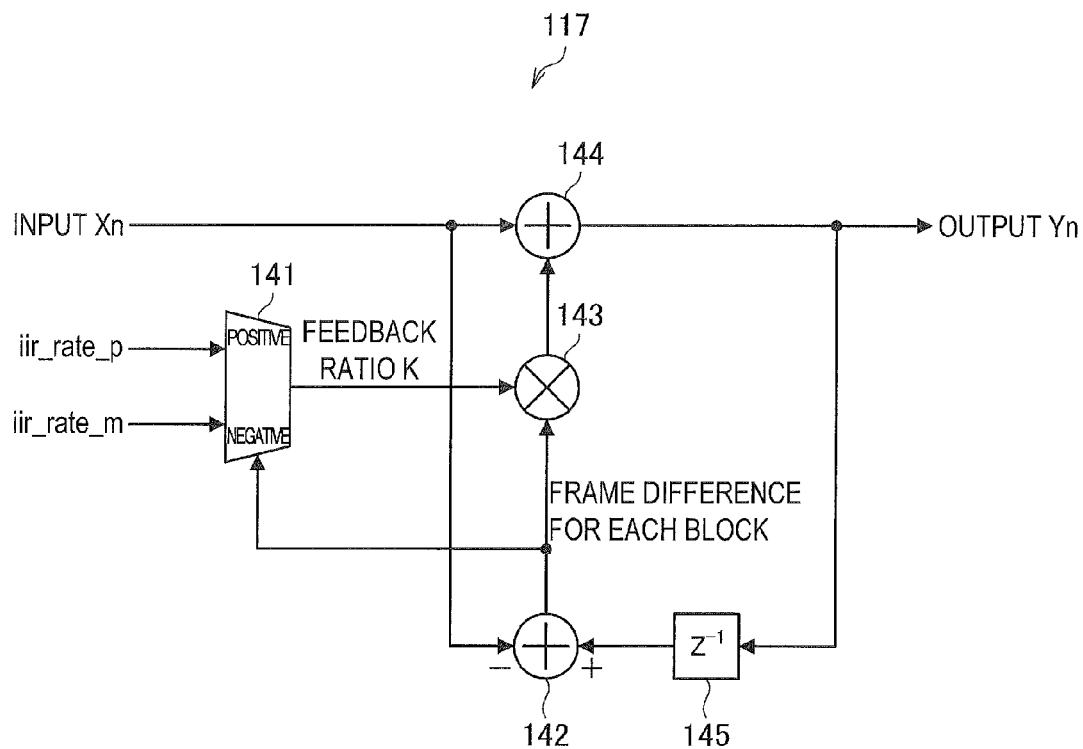 117
144
INPUT Xn
OUTPUT Yn
141
POSITIVE
FEEDBACK
RATIO K
143
iir_rate_p
iir_rate_m
NEGATIVE
FRAME DIFFERENCE
FOR EACH BLOCK
Z⁻¹
− +
142
145